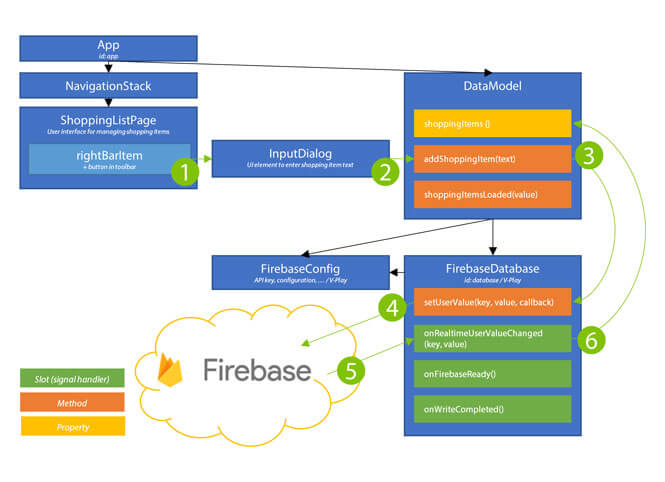 App
id: app
NavigationStack
ShoppingListPage
User interface for managing shopping items
rightBarItem
+ button in toolbar
1
InputDialog
UI element to enter shopping item text
2
DataModel
shoppingItems {}
addShoppingItem(text)
3
shoppingItemsLoaded(value)
FirebaseConfig
API key, configuration, ... / V-Play
FirebaseDatabase
id: database / V-Play
setUserValue(key, value, callback)
4
onRealtimeUserValueChanged
(key, value)
6
5
Firebase
onFirebaseReady()
onWriteCompleted()
Slot (signal handler)
Method
Property